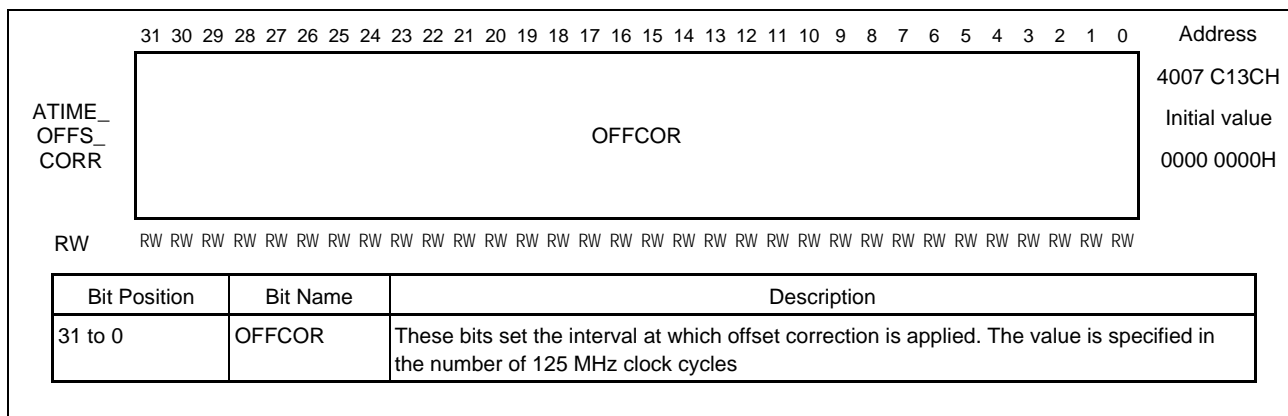 31 30 29 28 27 26 25 24 23 22 21 20 19 18 17 16 15 14 13 12 11 10 9 8 7 6 5 4 3 2 1 0 Address
4007 C13CH
ATIME_
OFFS_
CORR
OFFCOR
Initial value
0000 0000H
RW RW RW RW RW RW RW RW RW RW RW RW RW RW RW RW RW RW RW RW RW RW RW RW RW RW RW RW RW RW RW RW RW
Bit Position Bit Name Description
31 to 0 OFFCOR These bits set the interval at which offset correction is applied. The value is specified in
the number of 125 MHz clock cycles